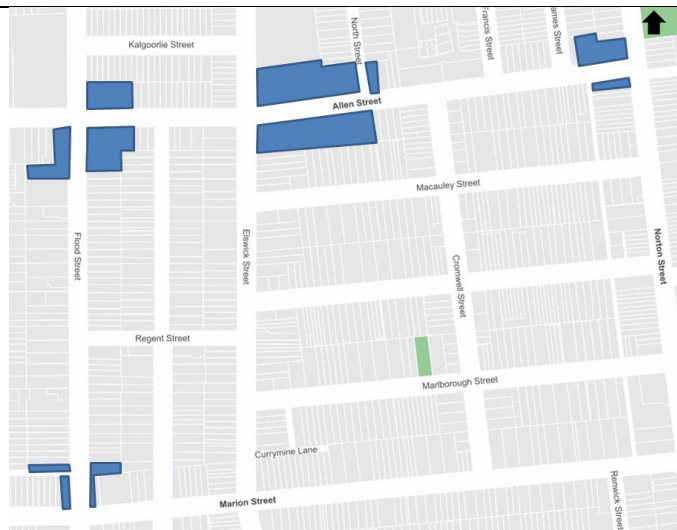 Kalgoorlie Street
North Street
Francis Street
ames Street
Allen Street
Macauley Street
Flood Street
Elswick Street
Cromwell Street
Norton Street
Regent Street
Marlborough Street
Currymine Lane
Marion Street
Renwick Street